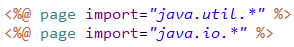 <%@ page import="java.util.*" %>
<%@ page import="java.io.*" %>